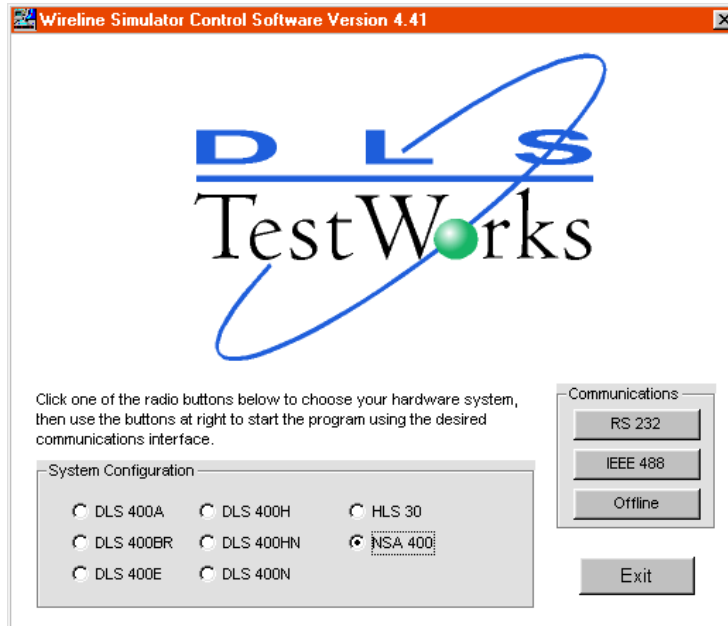 Wireline Simulator Control Software Version 4.41
DLS
TestWorks
Click one of the radio buttons below to choose your hardware system,
then use the buttons at right to start the program using the desired
communications interface.
Communications
RS 232
IEEE 488
Offline
System Configuration
DLS 400A DLS 400H HLS 30
DLS 400BR DLS 400HN NSA 400
DLS 400E DLS 400N
Exit